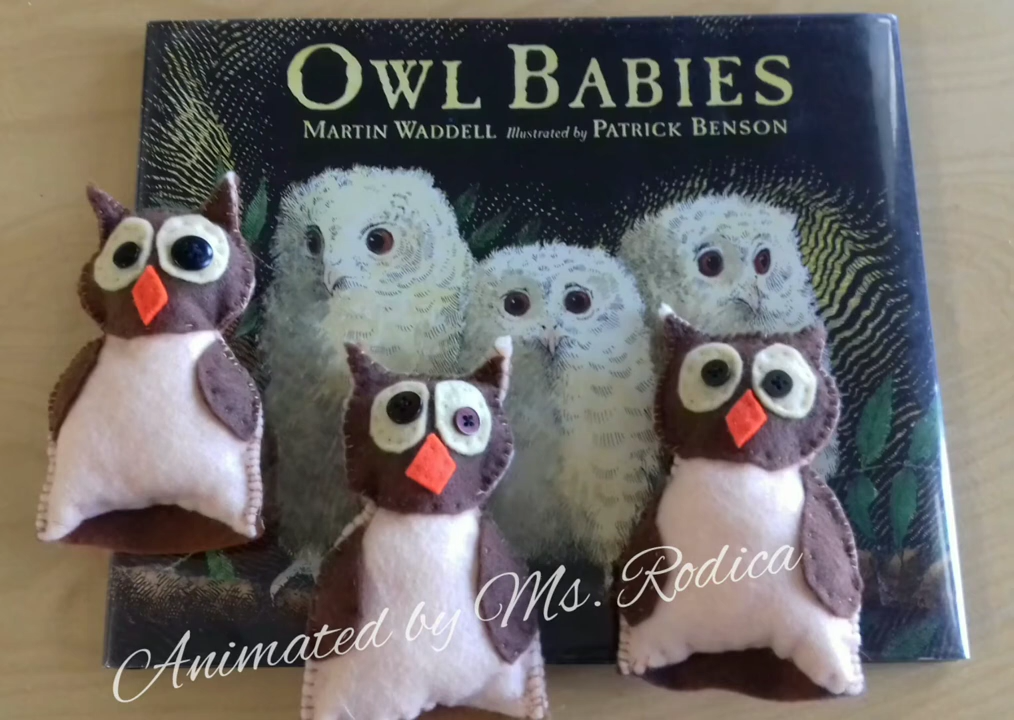 OWL BABIES
MARTIN WADDELL Illustrated by PATRICK BENSON
Animated by Ms. Rodica